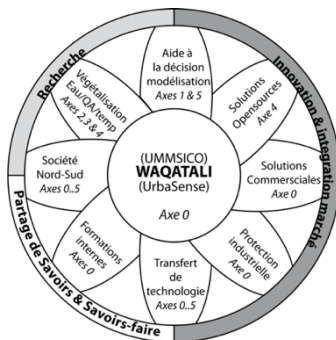 Recherche
Innovation & Integration marché
Partage de Savoirs & Savoirs-faire
Aide à
la décision
modélisation
Axes 1 & 5
Solutions
Opensources
Axe 4
Solutions
Commersciales
Axe 0
Protection
industrielle
Axe 0
Transfert
de
technologie
Axes 0..5
Formations
internes
Axes 0
Société
Nord-Sud
Axes 0..5
Végétalisation
Eau/QA/temp
Axes 2,3 & 4
(UMMSICO)
WAQATALI
(UrbaSense)
Axe 0